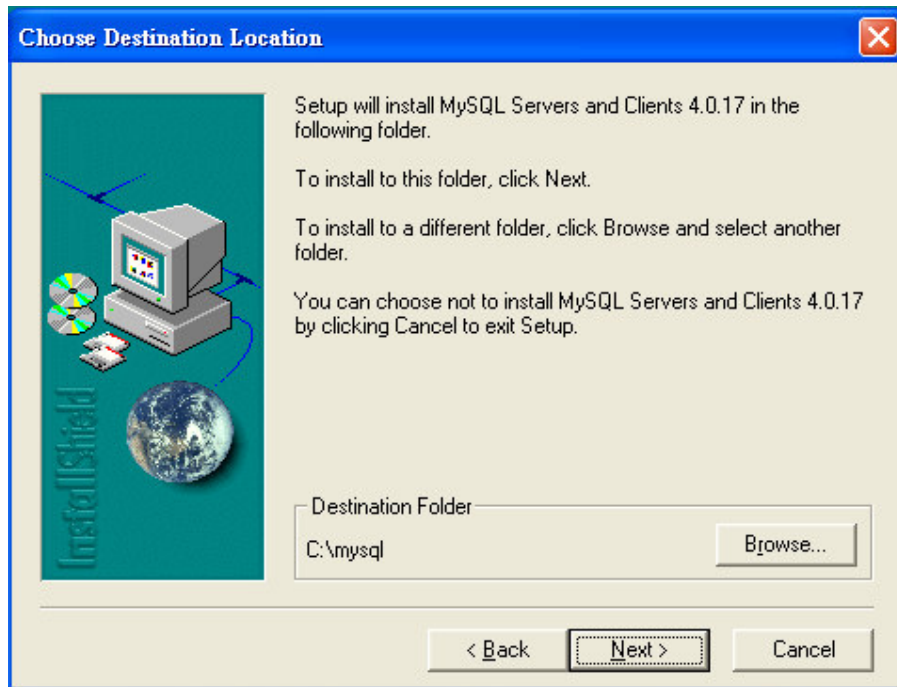 Choose Destination Location
Setup will install MySQL Servers and Clients 4.0.17 in the
following folder.
To install to this folder, click Next.
To install to a different folder, click Browse and select another
folder.
You can choose not to install MySQL Servers and Clients 4.0.17
by clicking Cancel to exit Setup.
InstallShield
Destination Folder
C:\mysql
Browse...
< Back
Next >
Cancel